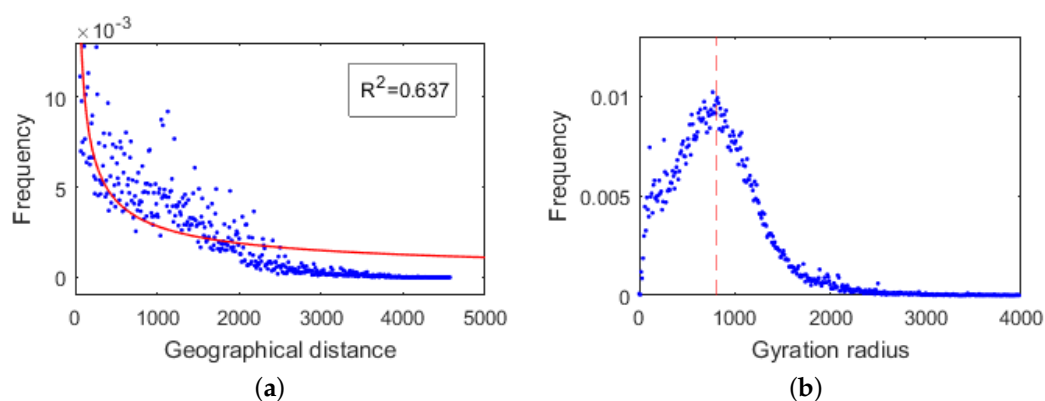 × 10⁻³
R²=0.637
10
5
0
Frequency
0 1000 2000 3000 4000 5000
Geographical distance
(a)
0.01
0.005
0
Frequency
0 1000 2000 3000 4000
Gyration radius
(b)